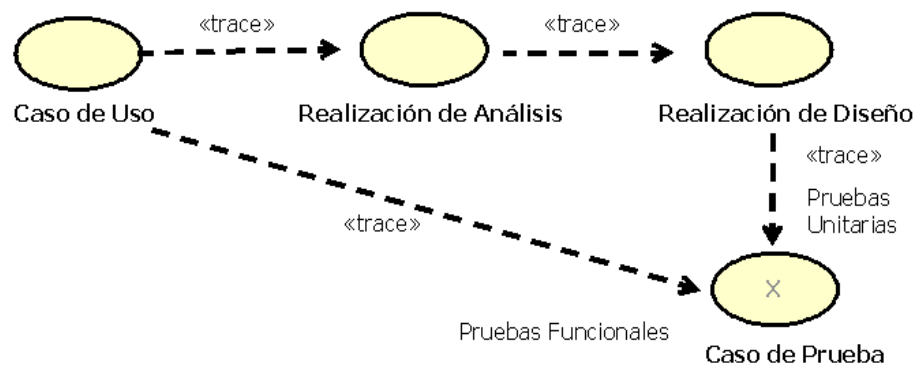 «trace»
«trace»
Caso de Uso
Realización de Análisis
Realización de Diseño
«trace»
Pruebas
Unitarias
«trace»
X
Pruebas Funcionales
Caso de Prueba